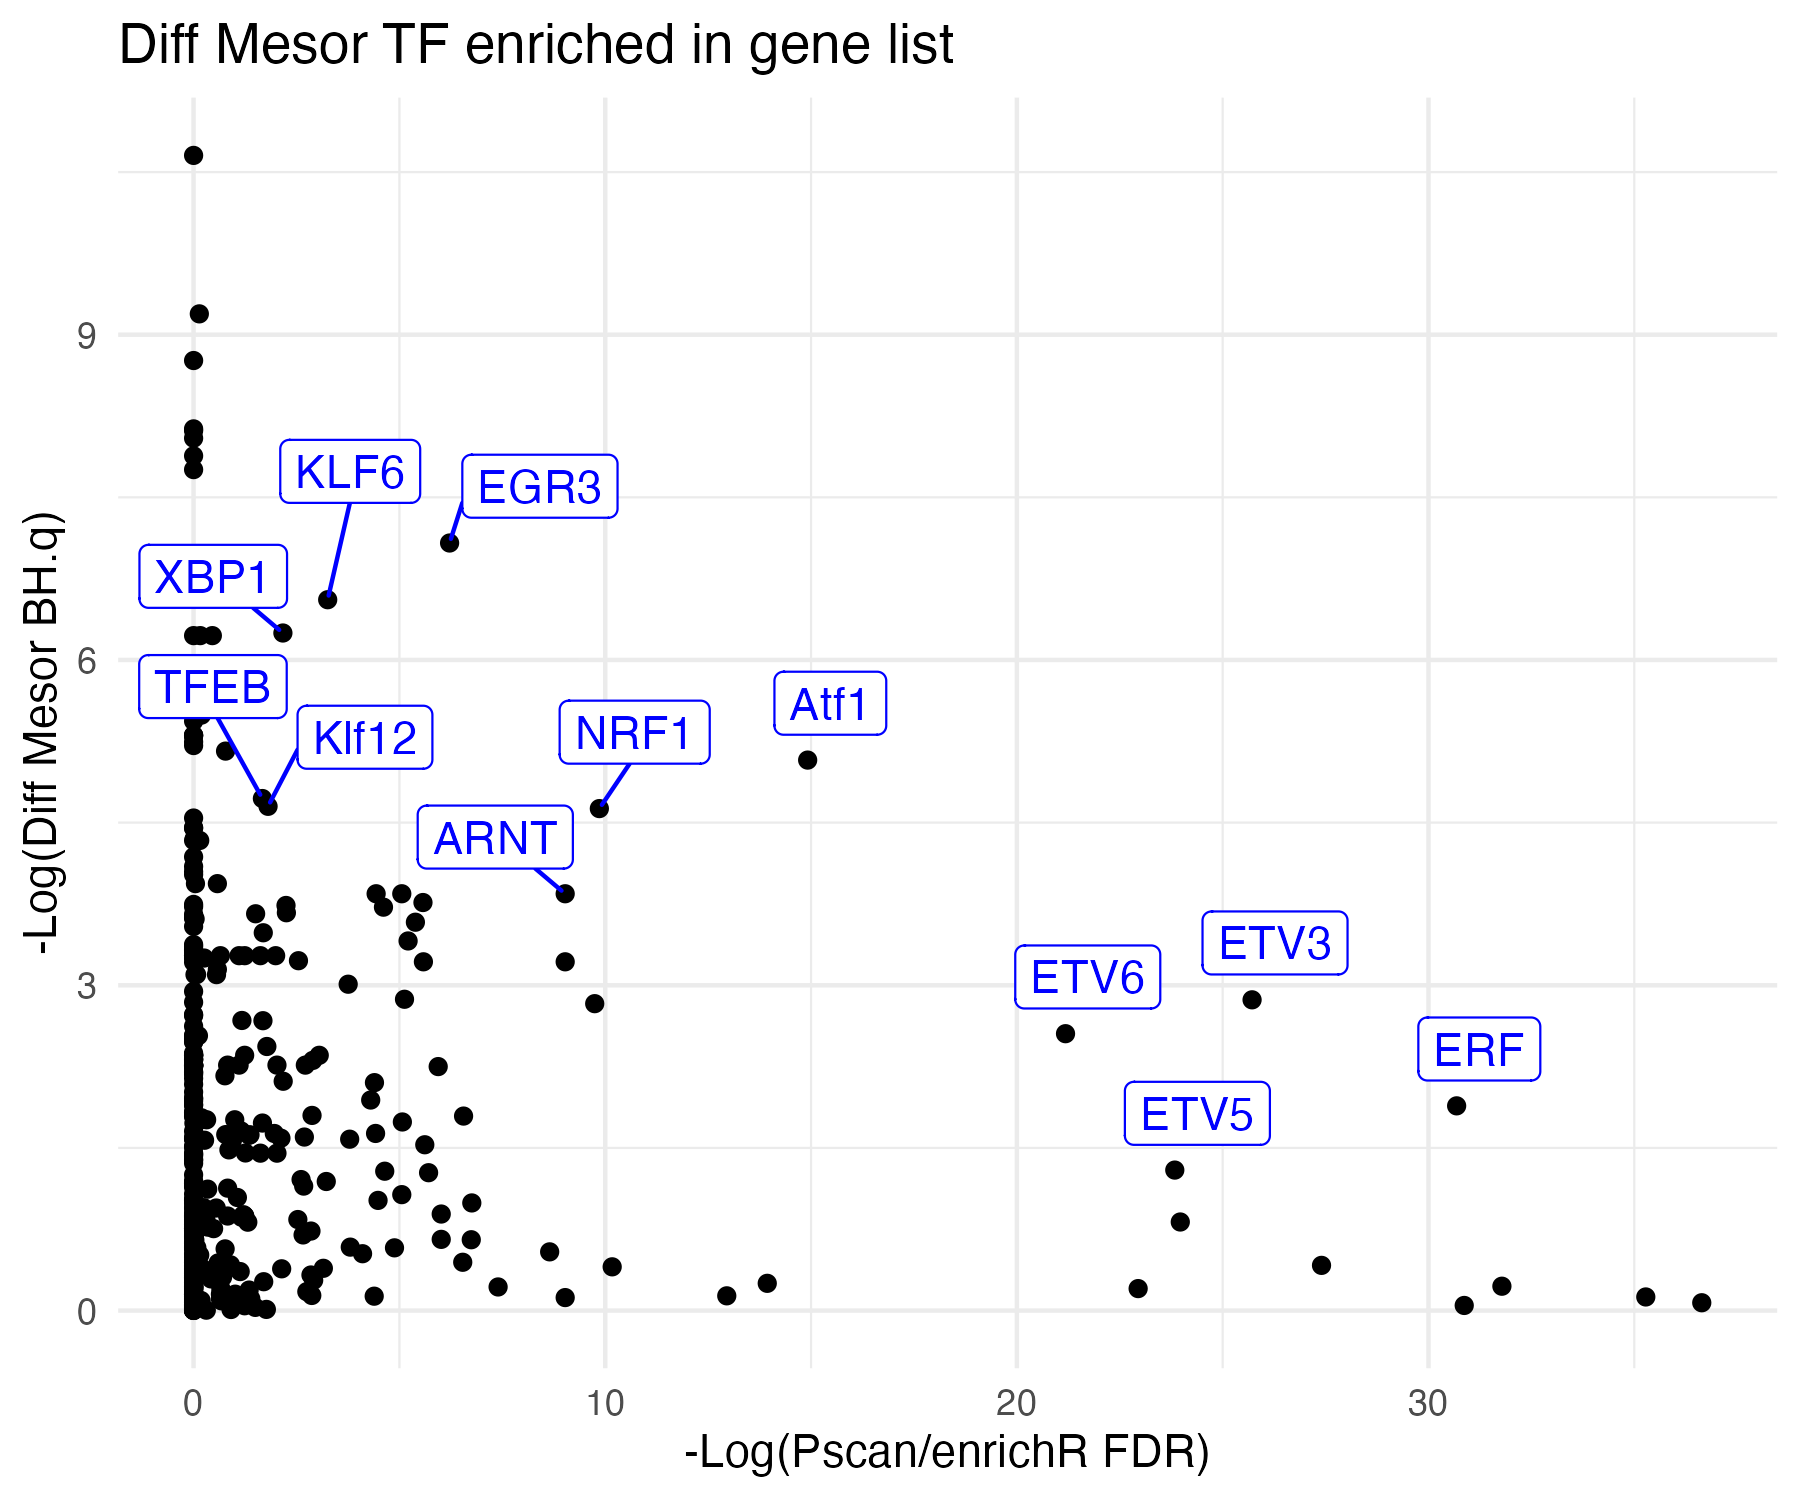 Diff Mesor TF enriched in gene list
-Log(Diff Mesor BH.q)
9
6
3
0
KLF6
EGR3
XBP1
TFEB
Klf12
NRF1
Atf1
ARNT
ETV3
ETV6
ERF
ETV5
0
10
20
30
-Log(Pscan/enrichR FDR)